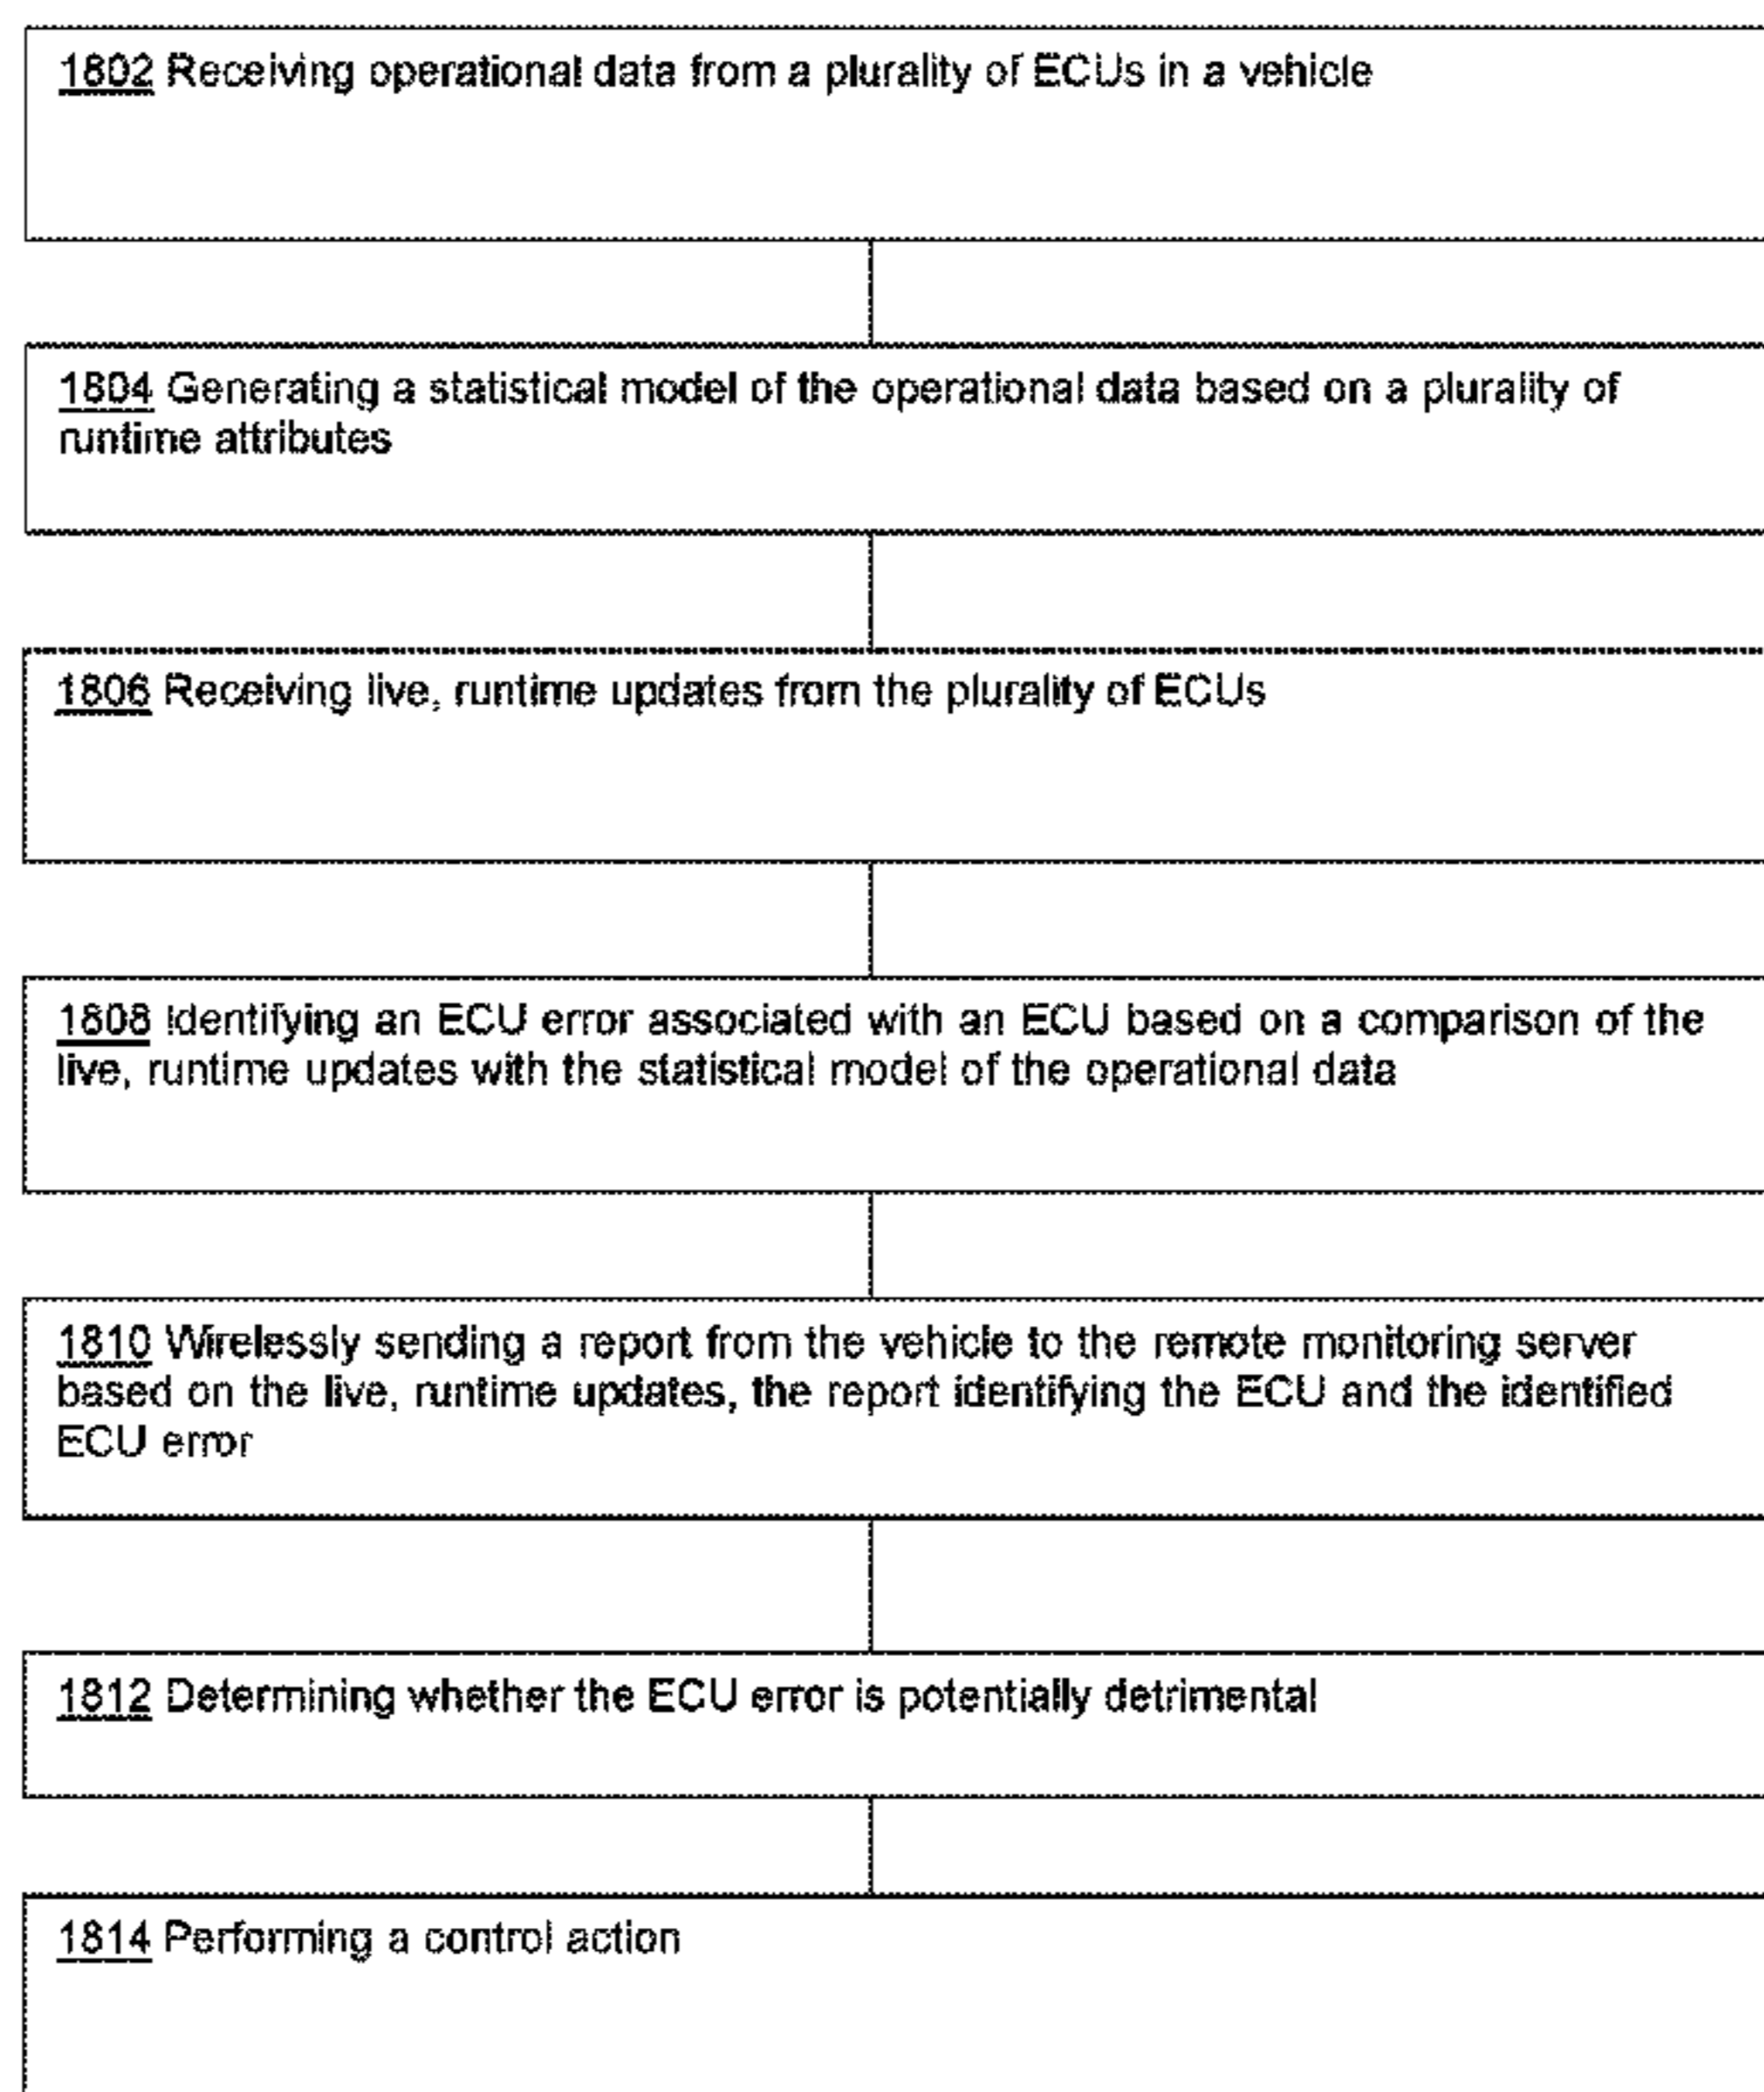 1802 Receiving operational data from a plurality of ECUs in a vehicle
1804 Generating a statistical model of the operational data based on a plurality of
runtime attributes
1806 Receiving live, runtime updates from the plurality of ECUs
1808 Identifying an ECU error associated with an ECU based on a comparison of the
live, runtime updates with the statistical model of the operational data
1810 Wirelessly sending a report from the vehicle to the remote monitoring server
based on the live, runtime updates, the report identifying the ECU and the identified
ECU error
1812 Determining whether the ECU error is potentially detrimental
1814 Performing a control action